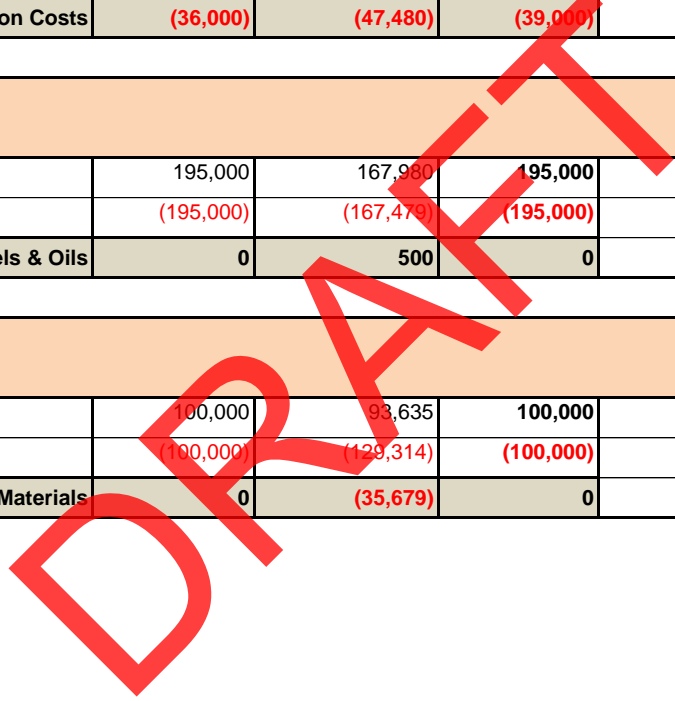 on Costs (36,000) (47,480) (39,000)
195,000 167,980 195,000
(195,000) (167,479) (195,000)
ls & Oils 0 500 0
100,000 93,635 100,000
(100,000) (129,314) (100,000)
Materials 0 (35,679) 0
DRAFT